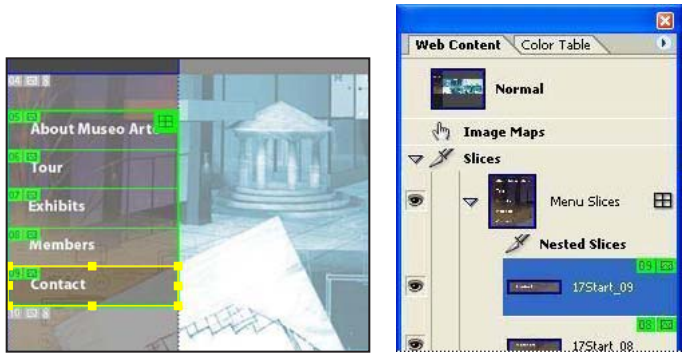 04
05
About Museo Arte
06
Tour
07
Exhibits
08
Members
09
Contact
10
Web Content
Color Table
Normal
Image Maps
Slices
Menu Slices
Nested Slices
09
17Start_09
08
17Start_08